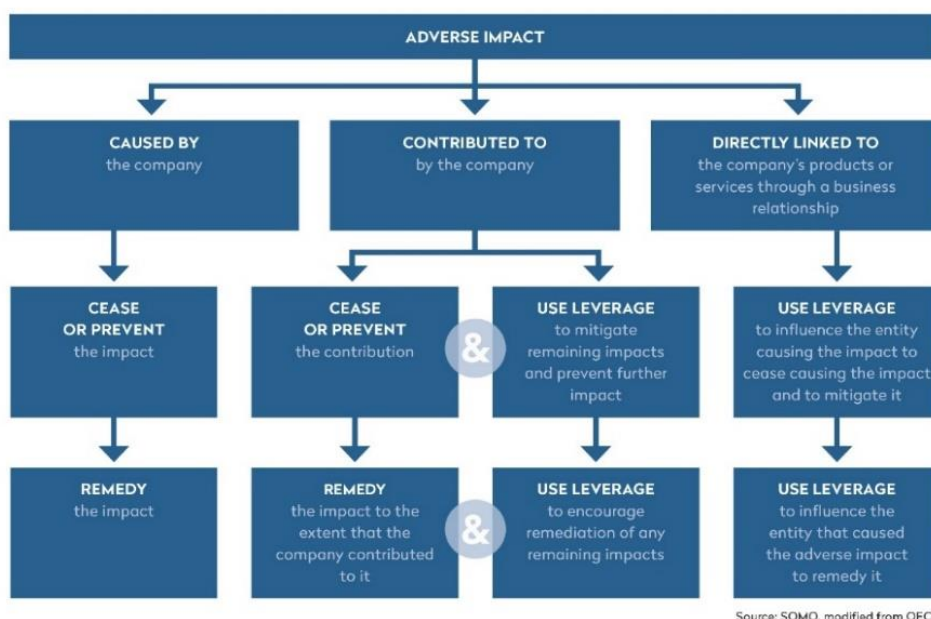 ADVERSE IMPACT
CAUSED BY
the company
CONTRIBUTED TO
by the company
DIRECTLY LINKED TO
the company's products or
services through a business
relationship
CEASE
OR PREVENT
the impact
CEASE
OR PREVENT
the contribution
&
USE LEVERAGE
to mitigate
remaining impacts
and prevent further
impact
USE LEVERAGE
to influence the entity
causing the impact to
cease causing the impact
and to mitigate it
REMEDY
the impact
REMEDY
the impact to the
extent that the
company contributed
to it
&
USE LEVERAGE
to encourage
remediation of any
remaining impacts
USE LEVERAGE
to influence the
entity that caused
the adverse impact
to remedy it
Source: SOMO, modified from